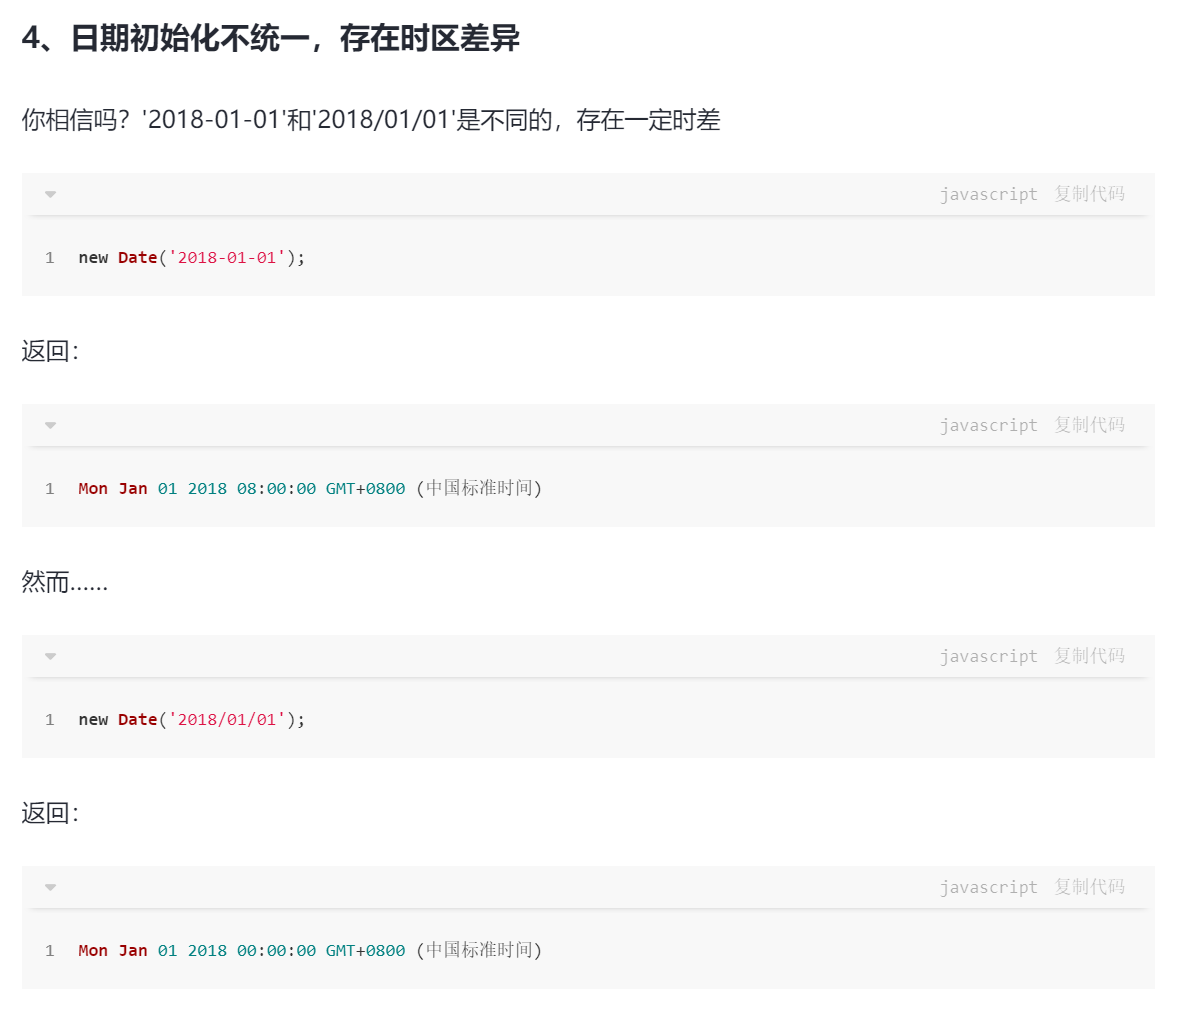 4、日期初始化不统一，存在时区差异
你相信吗？'2018-01-01'和'2018/01/01'是不同的，存在一定时差
javascript 复制代码
1 new Date('2018-01-01');
返回：
javascript 复制代码
1 Mon Jan 01 2018 08:00:00 GMT+0800 (中国标准时间)
然而……
javascript 复制代码
1 new Date('2018/01/01');
返回：
javascript 复制代码
1 Mon Jan 01 2018 00:00:00 GMT+0800 (中国标准时间)